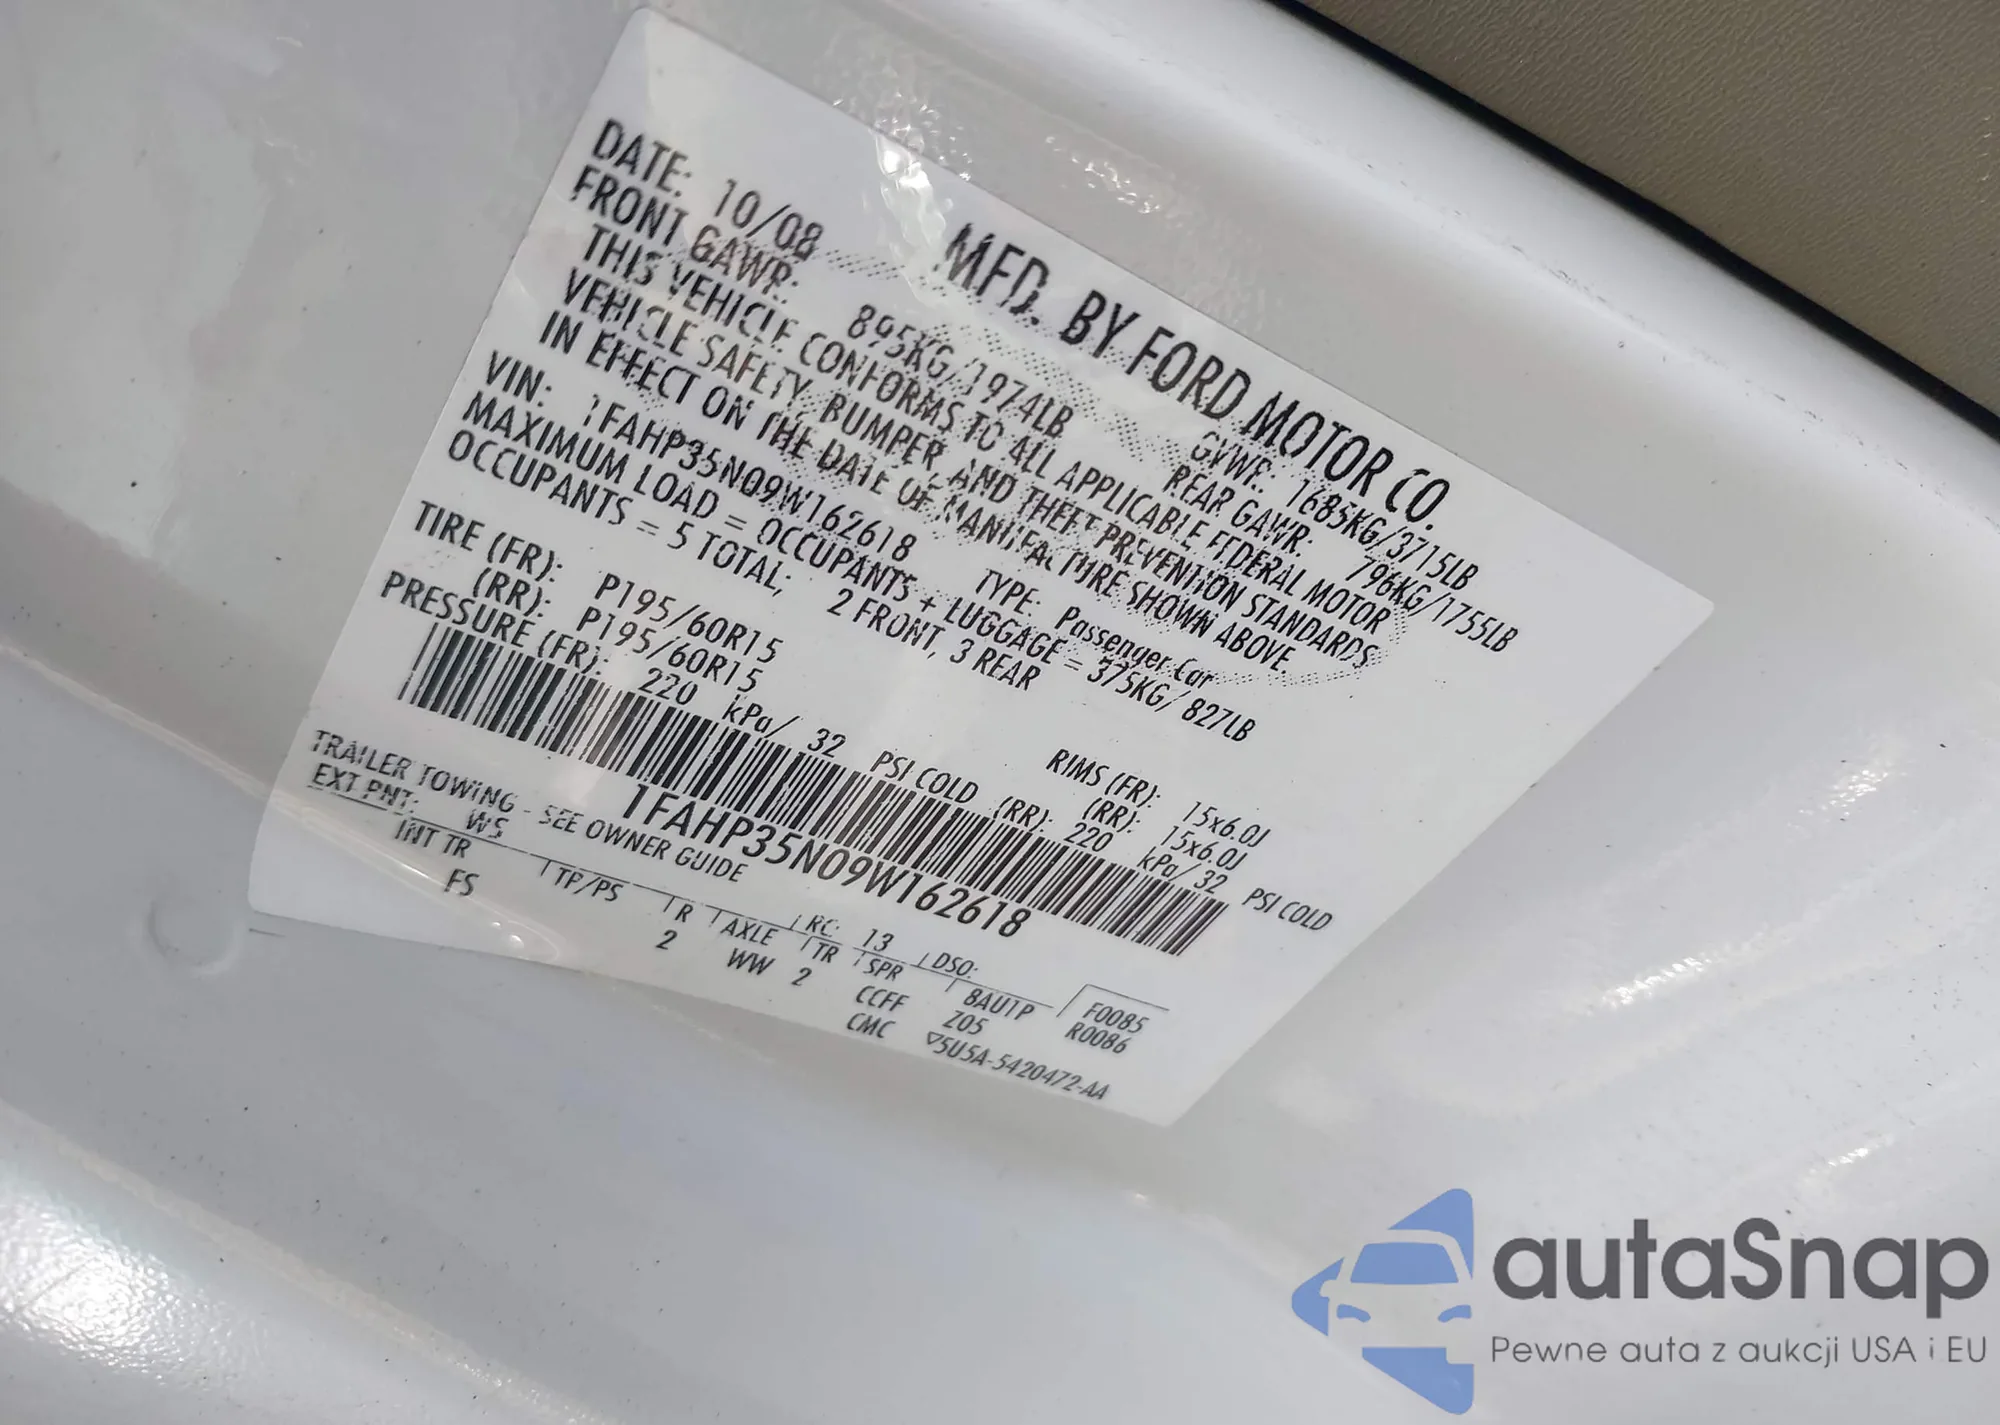 MFD. BY FORD MOTOR CO.
DATE: 10/08 GVWR: 1685KG/3715LB
FRONT GAWR: 895KG/1974LB REAR GAWR: 796KG/1755LB
THIS VEHICLE CONFORMS TO ALL APPLICABLE FEDERAL MOTOR
VEHICLE SAFETY, BUMPER, AND THEFT PREVENTION STANDARDS
IN EFFECT ON THE DATE OF MANUFACTURE SHOWN ABOVE.
VIN: 1FAHP35N09W162618 TYPE: Passenger Car
MAXIMUM LOAD = OCCUPANTS + LUGGAGE = 375KG/ 827LB
OCCUPANTS = 5 TOTAL; 2 FRONT, 3 REAR
TIRE (FR): P195/60R15 RIMS (FR): 15x6.0J
(RR): P195/60R15 (RR): 15x6.0J
PRESSURE (FR): 220 kPa/ 32 PSI COLD (RR): 220 kPa/ 32 PSI COLD
1FAHP35N09W162618
TRAILER TOWING - SEE OWNER GUIDE
EXT PNT: WS RC: 13 DSO: F0085
INT TR TP/PS R AXLE TR SPR BAU1P R0086
FS 2 WW 2 CCFF Z05
CMC ▽5U5A-5420472-AA
autaSnap
Pewne auta z aukcji USA i EU